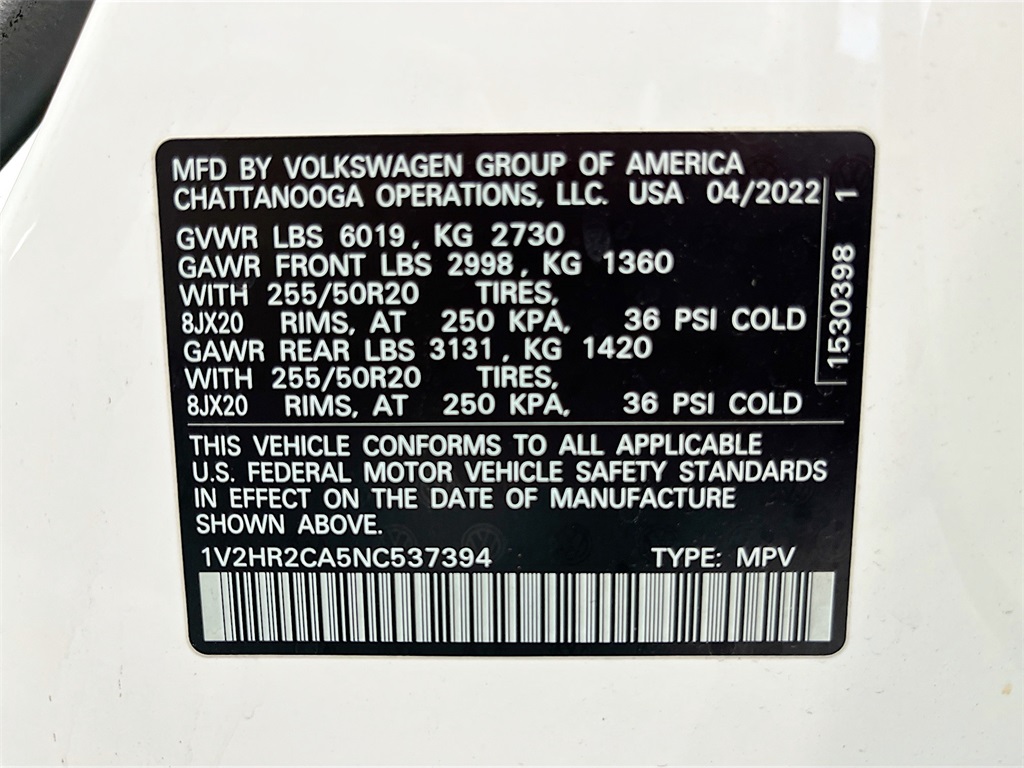 MFD BY VOLKSWAGEN GROUP OF AMERICA
CHATTANOOGA OPERATIONS, LLC. USA 04/2022
GVWR LBS 6019, KG 2730
GAWR FRONT LBS 2998, KG 1360
WITH 255/50R20 TIRES,
8JX20 RIMS, AT 250 KPA, 36 PSI COLD
GAWR REAR LBS 3131, KG 1420
WITH 255/50R20 TIRES,
8JX20 RIMS, AT 250 KPA, 36 PSI COLD
1530398 1
THIS VEHICLE CONFORMS TO ALL APPLICABLE
U.S. FEDERAL MOTOR VEHICLE SAFETY STANDARDS
IN EFFECT ON THE DATE OF MANUFACTURE
SHOWN ABOVE.
1V2HR2CA5NC537394 TYPE: MPV